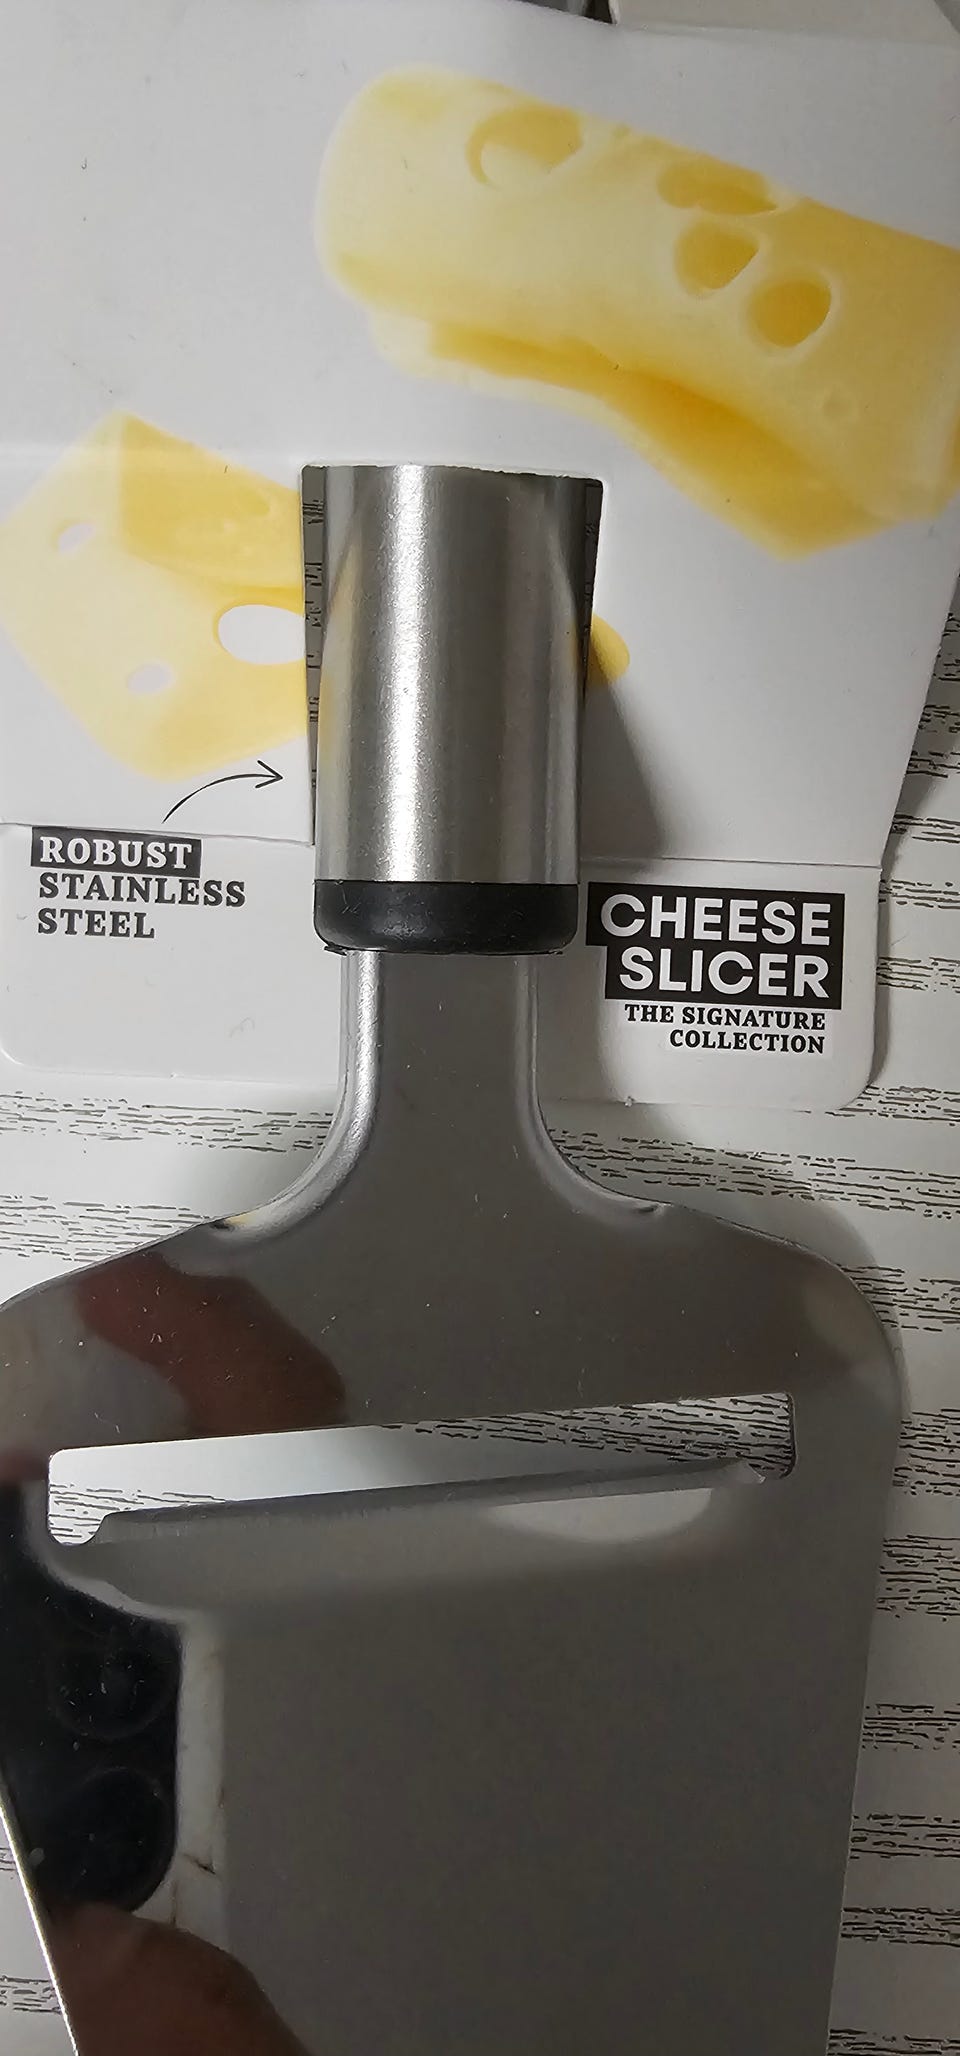 ROBUST
STAINLESS
STEEL
CHEESE
SLICER
THE SIGNATURE
COLLECTION